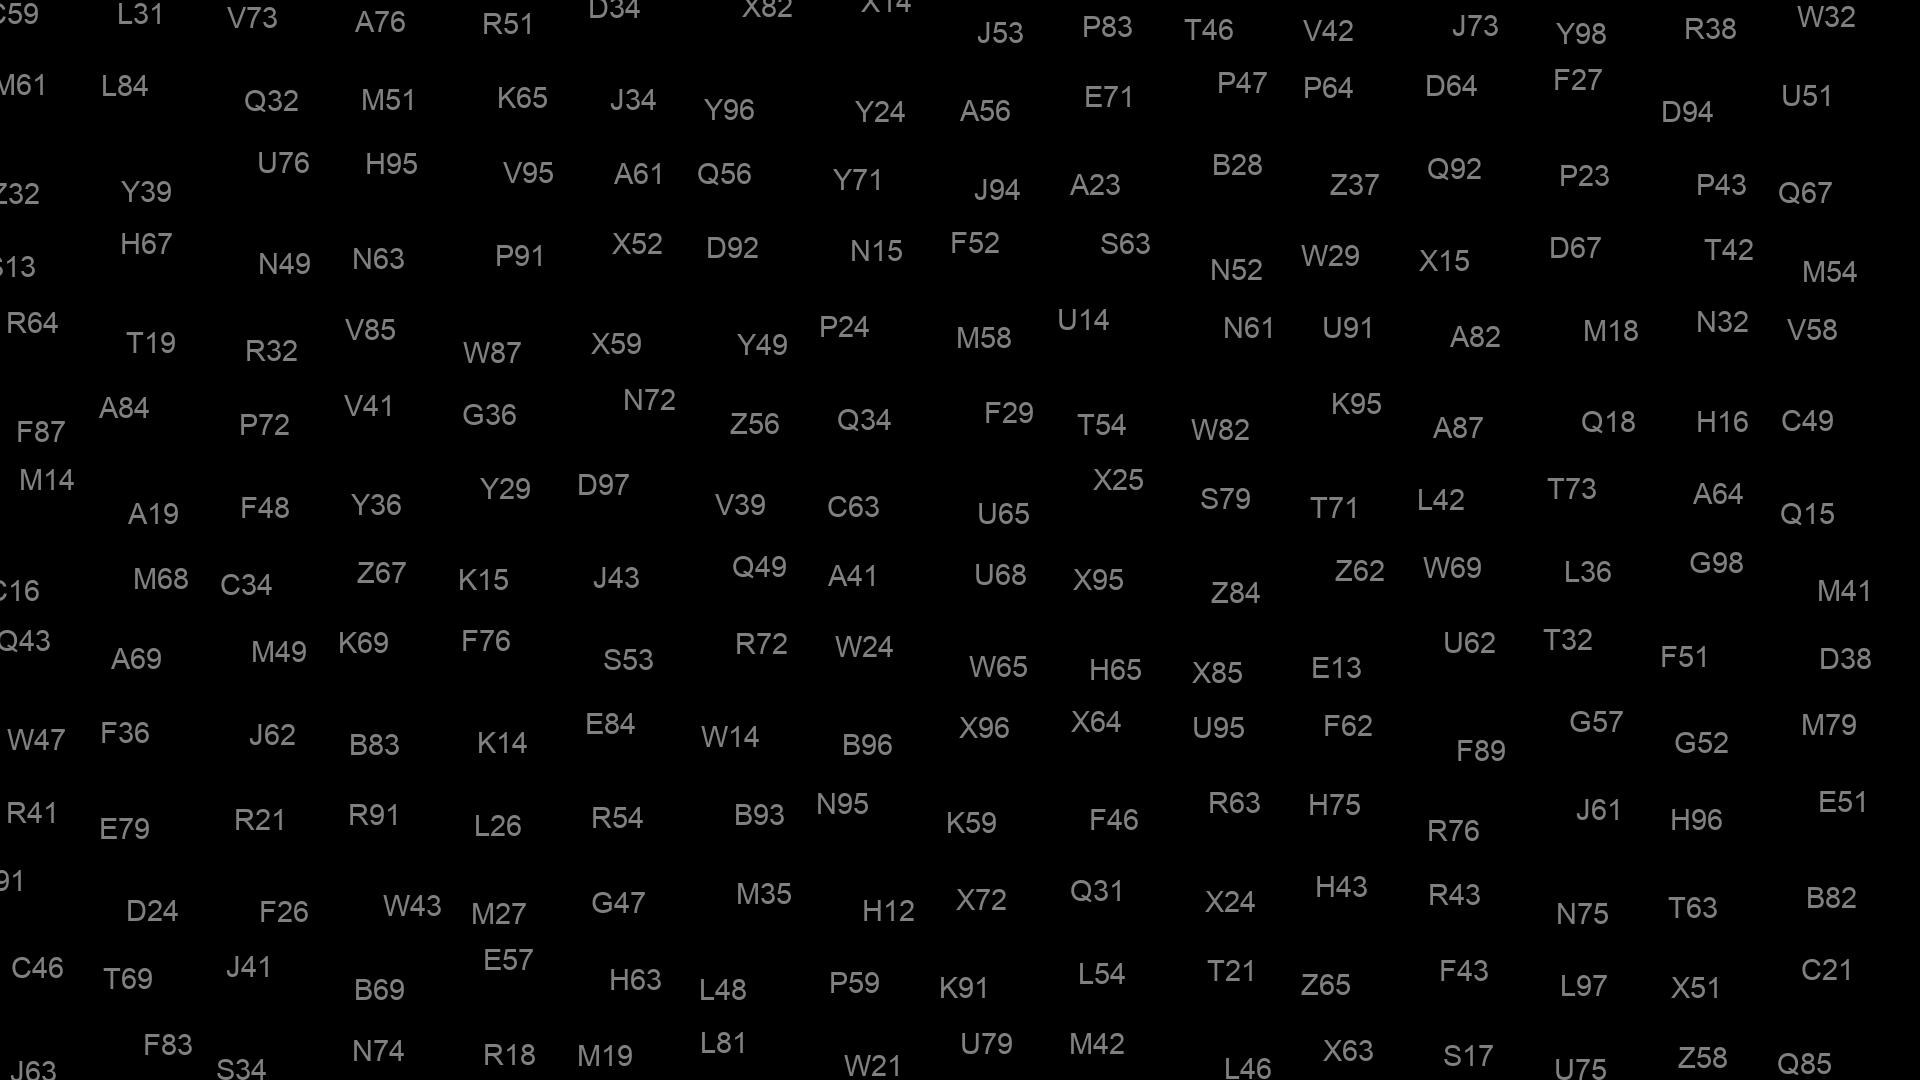 C59 L31 V73 A76 R51 D34 X82 X14 J53 P83 T46 V42 J73 Y98 R38 W32
M61 L84 Q32 M51 K65 J34 Y96 Y24 A56 E71 P47 P64 D64 F27 D94 U51
Z32 Y39 U76 H95 V95 A61 Q56 Y71 J94 A23 B28 Z37 Q92 P23 P43 Q67
S13 H67 N49 N63 P91 X52 D92 N15 F52 S63 N52 W29 X15 D67 T42 M54
R64 T19 R32 V85 W87 X59 Y49 P24 M58 U14 N61 U91 A82 M18 N32 V58
F87 A84 P72 V41 G36 N72 Z56 Q34 F29 T54 W82 K95 A87 Q18 H16 C49
M14 A19 F48 Y36 Y29 D97 V39 C63 U65 X25 S79 T71 L42 T73 A64 Q15
C16 M68 C34 Z67 K15 J43 Q49 A41 U68 X95 Z84 Z62 W69 L36 G98 M41
Q43 A69 M49 K69 F76 S53 R72 W24 W65 H65 X85 E13 U62 T32 F51 D38
W47 F36 J62 B83 K14 E84 W14 B96 X96 X64 U95 F62 F89 G57 G52 M79
R41 E79 R21 R91 L26 R54 B93 N95 K59 F46 R63 H75 R76 J61 H96 E51
91 D24 F26 W43 M27 G47 M35 H12 X72 Q31 X24 H43 R43 N75 T63 B82
C46 T69 J41 B69 E57 H63 L48 P59 K91 L54 T21 Z65 F43 L97 X51 C21
J63 F83 S34 N74 R18 M19 L81 W21 U79 M42 L46 X63 S17 U75 Z58 Q85